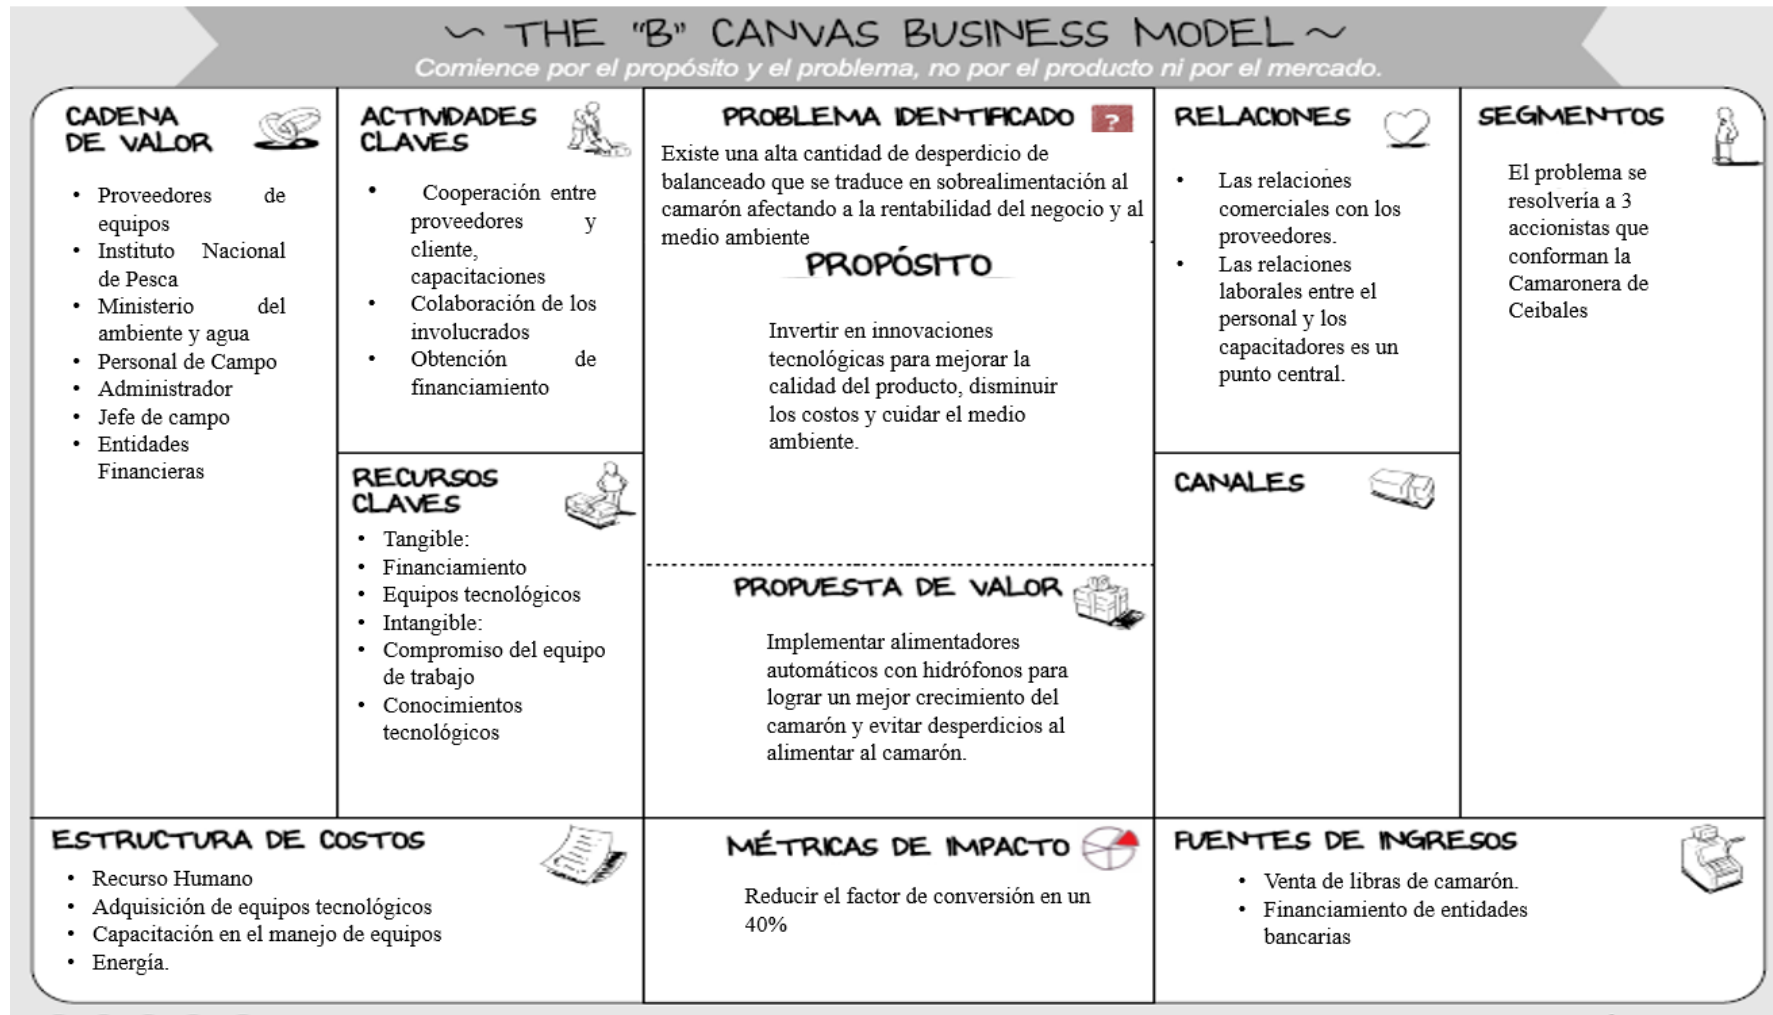 ~ THE "B" CANVAS BUSINESS MODEL ~
Comience por el propósito y el problema, no por el producto ni por el mercado.
CADENA
DE VALOR
• Proveedores de
equipos
• Instituto Nacional
de Pesca
• Ministerio del
ambiente y agua
• Personal de Campo
• Administrador
• Jefe de campo
• Entidades
Financieras
ACTIVIDADES
CLAVES
• Cooperación entre
proveedores y
cliente,
capacitaciones
• Colaboración de los
involucrados
• Obtención de
financiamiento
RECURSOS
CLAVES
• Tangible:
• Financiamiento
• Equipos tecnológicos
• Intangible:
• Compromiso del equipo
de trabajo
• Conocimientos
tecnológicos
PROBLEMA IDENTIFICADO ?
Existe una alta cantidad de desperdicio de
balanceado que se traduce en sobrealimentación al
camarón afectando a la rentabilidad del negocio y al
medio ambiente
PROPÓSITO
Invertir en innovaciones
tecnológicas para mejorar la
calidad del producto, disminuir
los costos y cuidar el medio
ambiente.
PROPUESTA DE VALOR
Implementar alimentadores
automáticos con hidrófonos para
lograr un mejor crecimiento del
camarón y evitar desperdicios al
alimentar al camarón.
RELACIONES
• Las relaciones
comerciales con los
proveedores.
• Las relaciones
laborales entre el
personal y los
capacitadores es un
punto central.
CANALES
SEGMENTOS
El problema se
resolvería a 3
accionistas que
conforman la
Camaronera de
Ceibales
ESTRUCTURA DE COSTOS
• Recurso Humano
• Adquisición de equipos tecnológicos
• Capacitación en el manejo de equipos
• Energía.
MÉTRICAS DE IMPACTO
Reducir el factor de conversión en un
40%
FUENTES DE INGRESOS
• Venta de libras de camarón.
• Financiamiento de entidades
bancarias